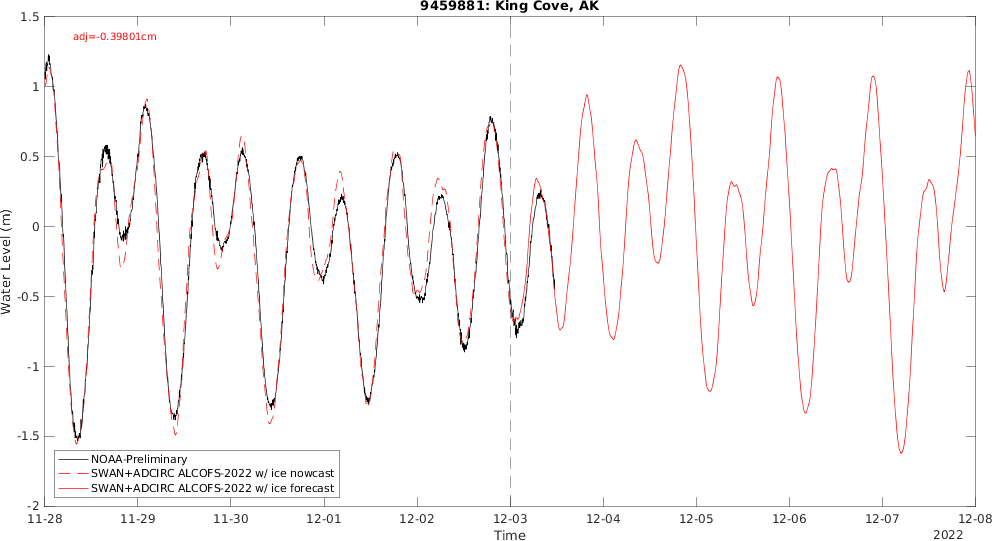 9459881: King Cove, AK
adj=-0.39801cm
1.5
1
0.5
0
-0.5
-1
-1.5
-2
Water Level (m)
NOAA-Preliminary
SWAN+ADCIRC ALCOFS-2022 w/ ice nowcast
SWAN+ADCIRC ALCOFS-2022 w/ ice forecast
11-28 11-29 11-30 12-01 12-02 12-03 12-04 12-05 12-06 12-07 12-08
Time
2022